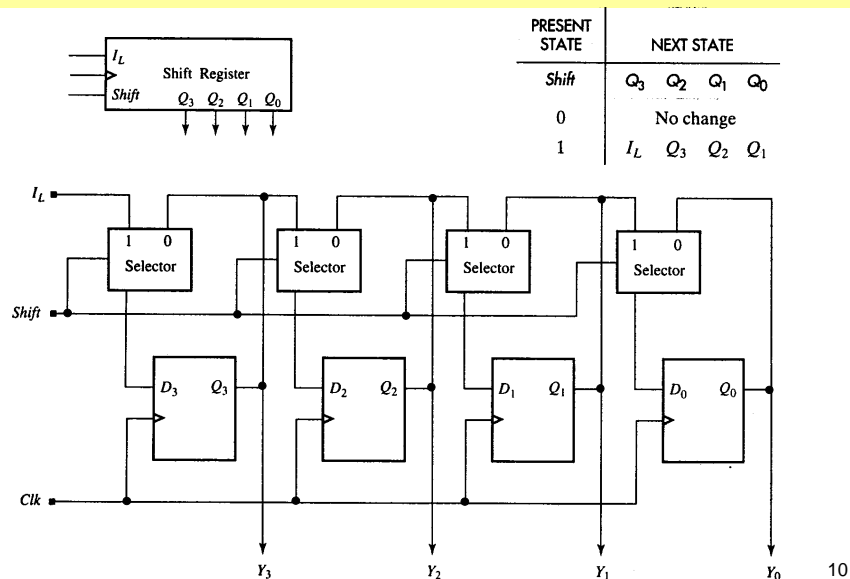 I_L
Shift Register
Shift Q_3 Q_2 Q_1 Q_0
PRESENT STATE NEXT STATE
Shift Q_3 Q_2 Q_1 Q_0
0 No change
1 I_L Q_3 Q_2 Q_1
I_L
1 0 1 0 1 0 1 0
Selector Selector Selector Selector
Shift
D_3 Q_3 D_2 Q_2 D_1 Q_1 D_0 Q_0
Clk
Y_3 Y_2 Y_1 Y_0 10